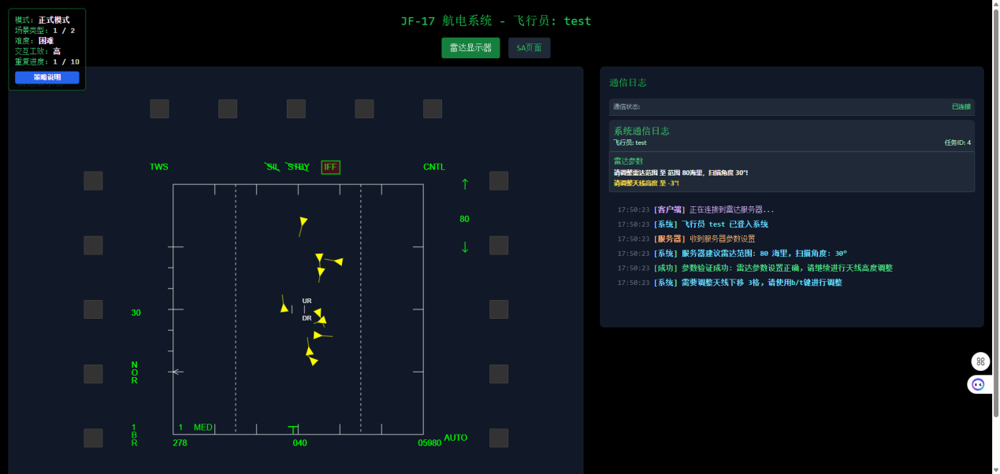 模式: 正式模式
场景类型: 1 / 2
难度: 困难
交互工效: 高
重复进度: 1 / 10
策略说明
JF-17 航电系统 - 飞行员: test
雷达显示器
SA页面
TWS
SIL
STBY
IFF
CNTL
80
UR
DR
30
NOR
1BR
1
MED
AUTO
278
040
05980
通信日志
通信状态:
已连接
系统通信日志
飞行员: test
任务ID: 4
雷达参数
请调整雷达范围 至 范围 80海里，扫描角度 30°!
请调整天线高度 至 -3°!
17:50:23 [客户端] 正在连接到雷达服务器...
17:50:23 [系统] 飞行员 test 已登入系统
17:50:23 [服务器] 收到服务器参数设置
17:50:23 [系统] 服务器建议雷达范围: 80 海里，扫描角度: 30°
17:50:23 [成功] 参数验证成功: 雷达参数设置正确，请继续进行天线高度调整
17:50:23 [系统] 需要调整天线下移 3格，请使用b/t键进行调整